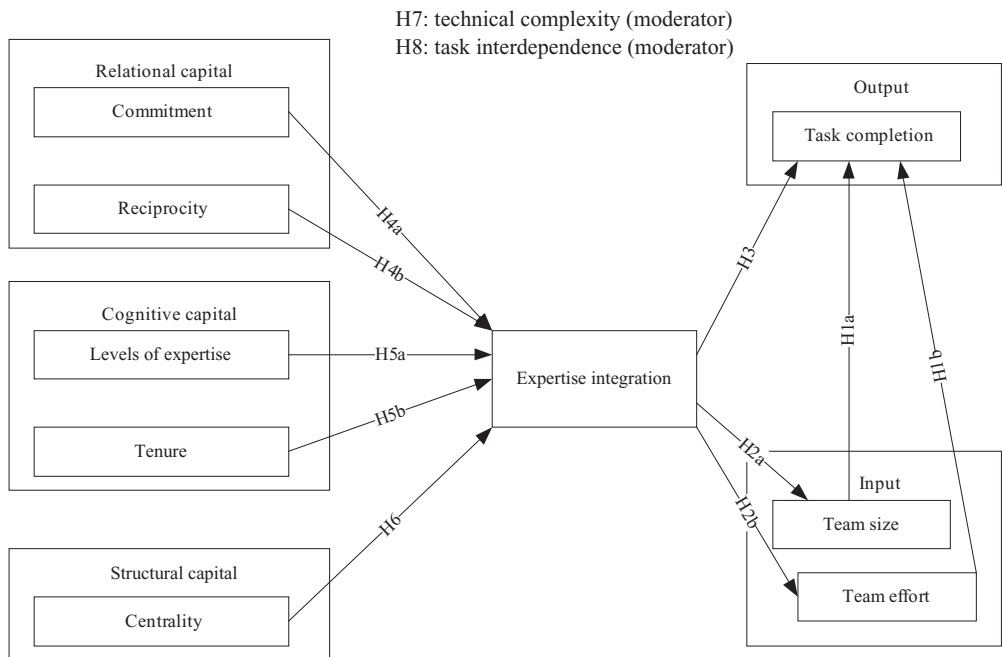 H7: technical complexity (moderator)
H8: task interdependence (moderator)
Relational capital
Commitment
Reciprocity
H4a
H4b
Cognitive capital
Levels of expertise
H5a
Tenure
H5b
Structural capital
Centrality
H6
Expertise integration
Output
Task completion
H3
H1a
H1b
H2a
H2b
Input
Team size
Team effort